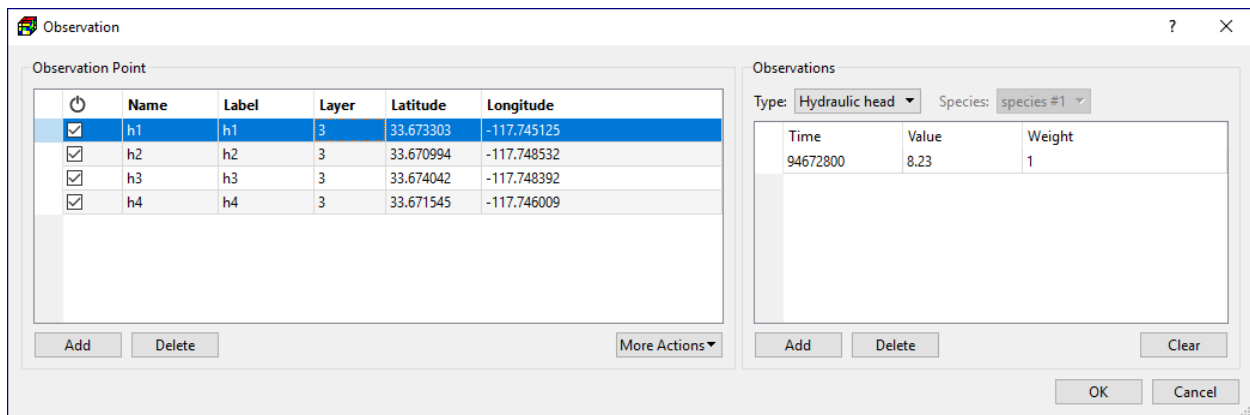 Observation ?
Observation Point
Name Label Layer Latitude Longitude
h1 h1 3 33.673303 -117.745125
h2 h2 3 33.670994 -117.748532
h3 h3 3 33.674042 -117.748392
h4 h4 3 33.671545 -117.746009
Add Delete More Actions
Observations
Type: Hydraulic head Species: species #1
Time Value Weight
94672800 8.23 1
Add Delete Clear
OK Cancel